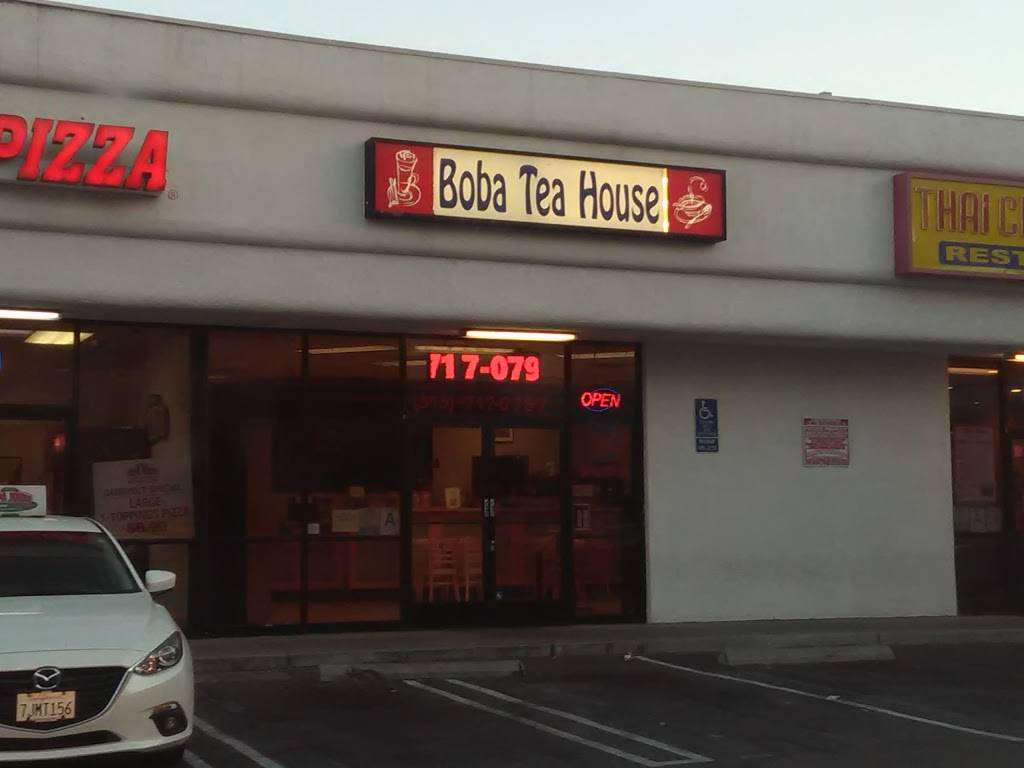 PIZZA
®
Boba Tea House
THAI C
REST
717-079
OPEN
A
LARGE
7JMT156